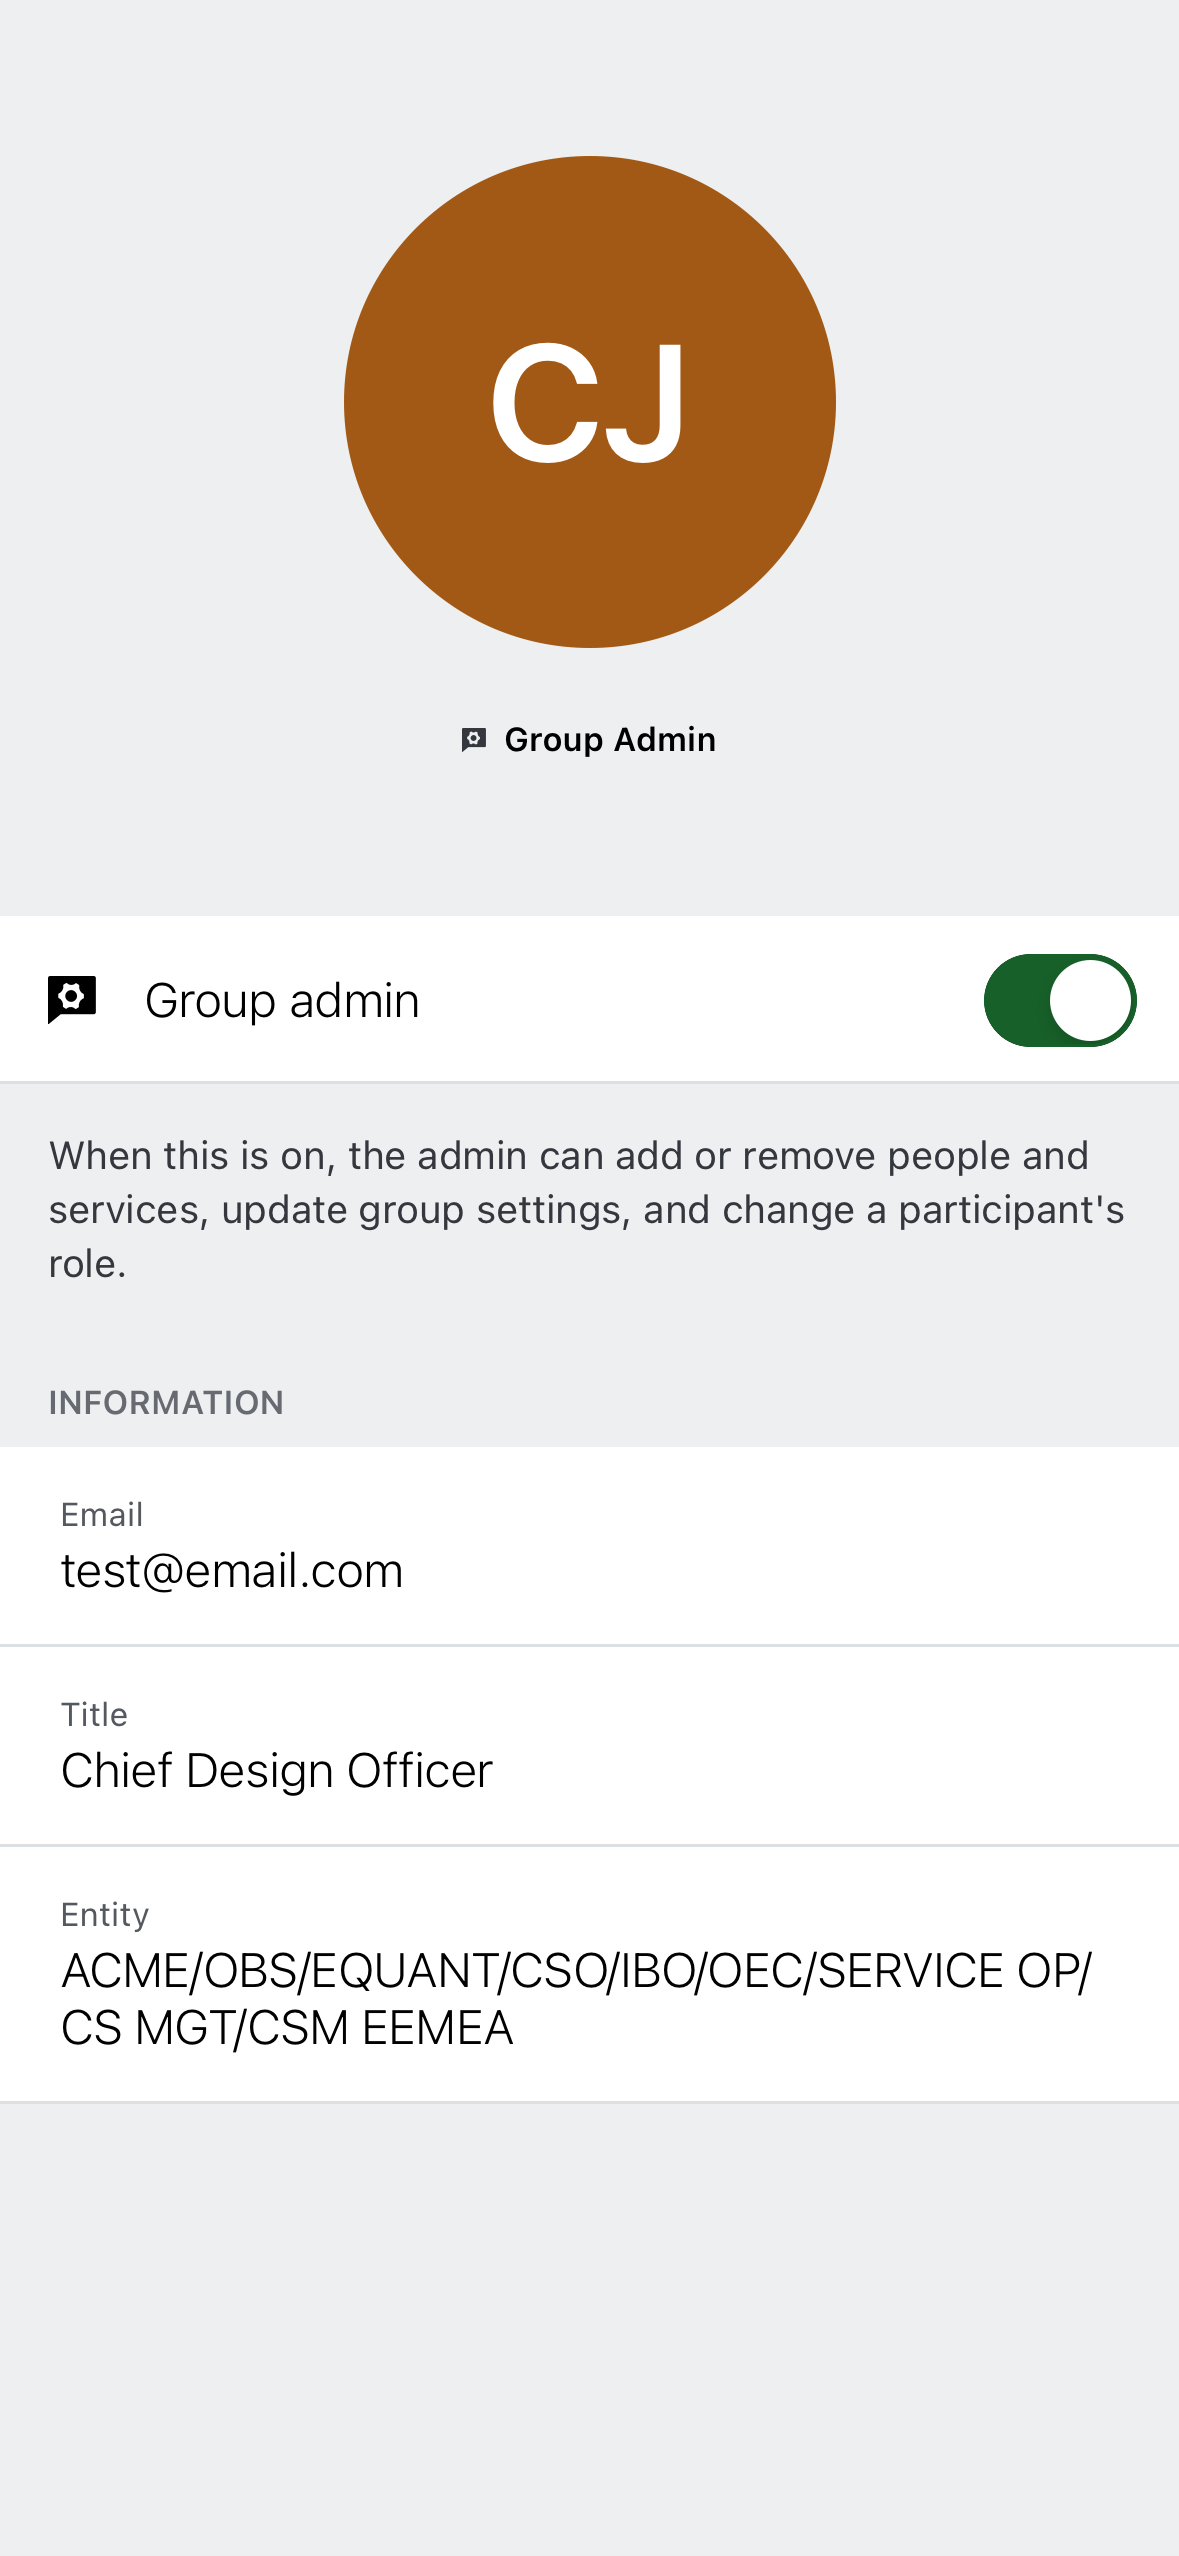 CJ
Group Admin
Group admin
When this is on, the admin can add or remove people and
services, update group settings, and change a participant's
role.
INFORMATION
Email
test@email.com
Title
Chief Design Officer
Entity
ACME/OBS/EQUANT/CSO/IBO/OEC/SERVICE OP/
CS MGT/CSM EEMEA